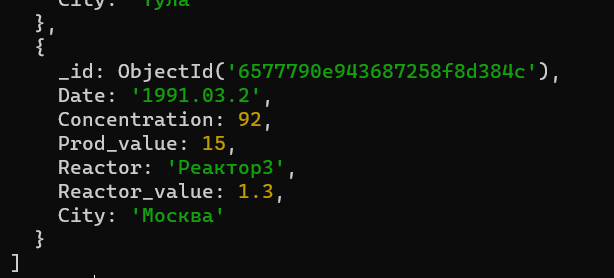 City: 'Тула'
},
{
_id: ObjectId('6577790e943687258f8d384c'),
Date: '1991.03.2',
Concentration: 92,
Prod_value: 15,
Reactor: 'Реактор3',
Reactor_value: 1.3,
City: 'Москва'
}
]